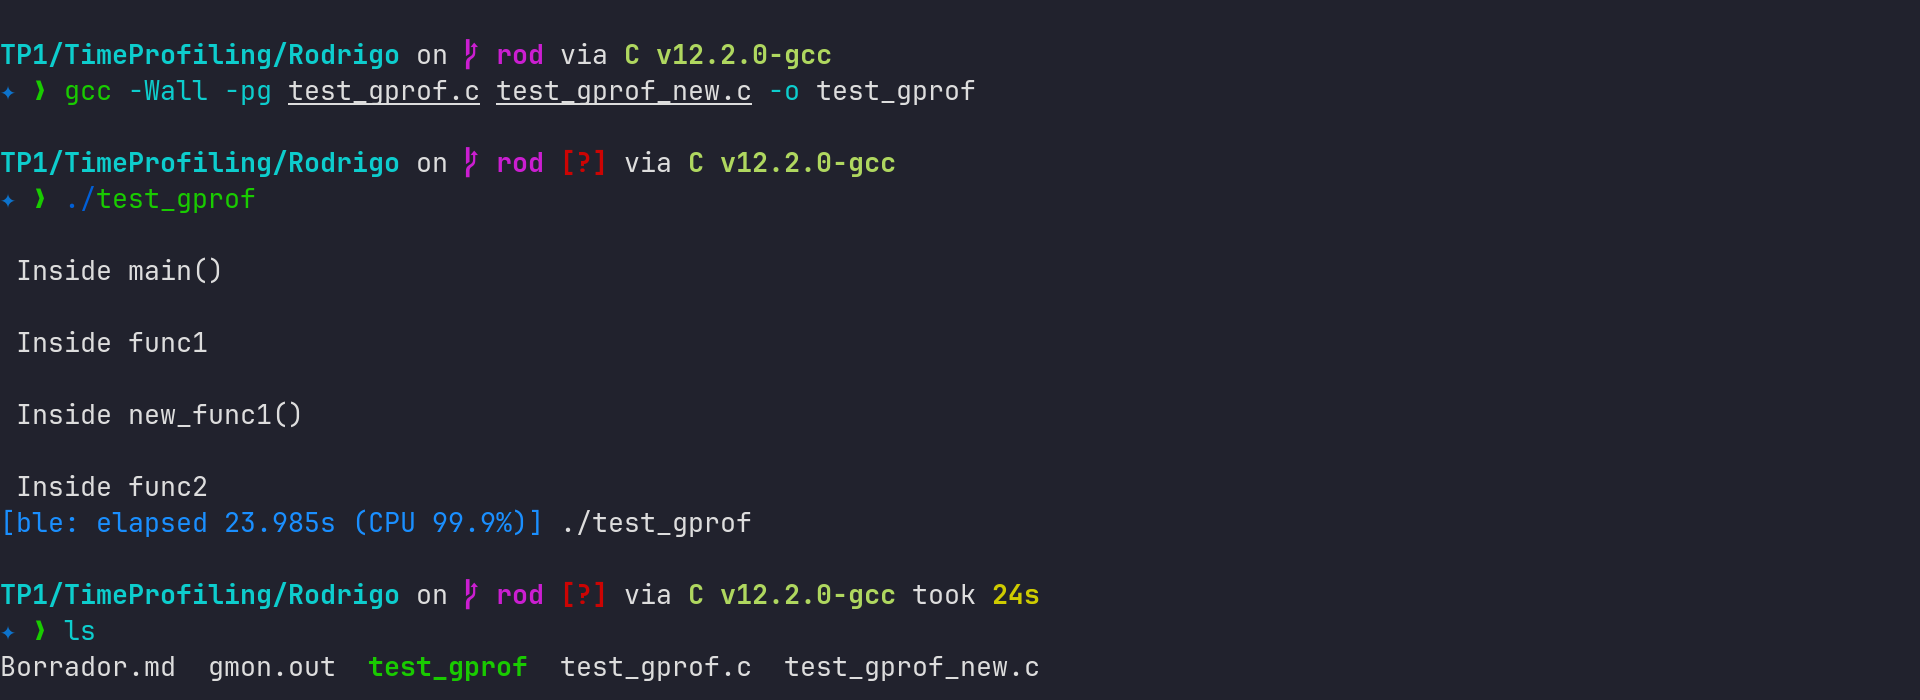 TP1/TimeProfiling/Rodrigo on rod via C v12.2.0-gcc
✦ ❱ gcc -Wall -pg test_gprof.c test_gprof_new.c -o test_gprof
TP1/TimeProfiling/Rodrigo on rod [?] via C v12.2.0-gcc
✦ ❱ ./test_gprof
Inside main()
Inside func1
Inside new_func1()
Inside func2
[ble: elapsed 23.985s (CPU 99.9%)] ./test_gprof
TP1/TimeProfiling/Rodrigo on rod [?] via C v12.2.0-gcc took 24s
✦ ❱ ls
Borrador.md gmon.out test_gprof test_gprof.c test_gprof_new.c